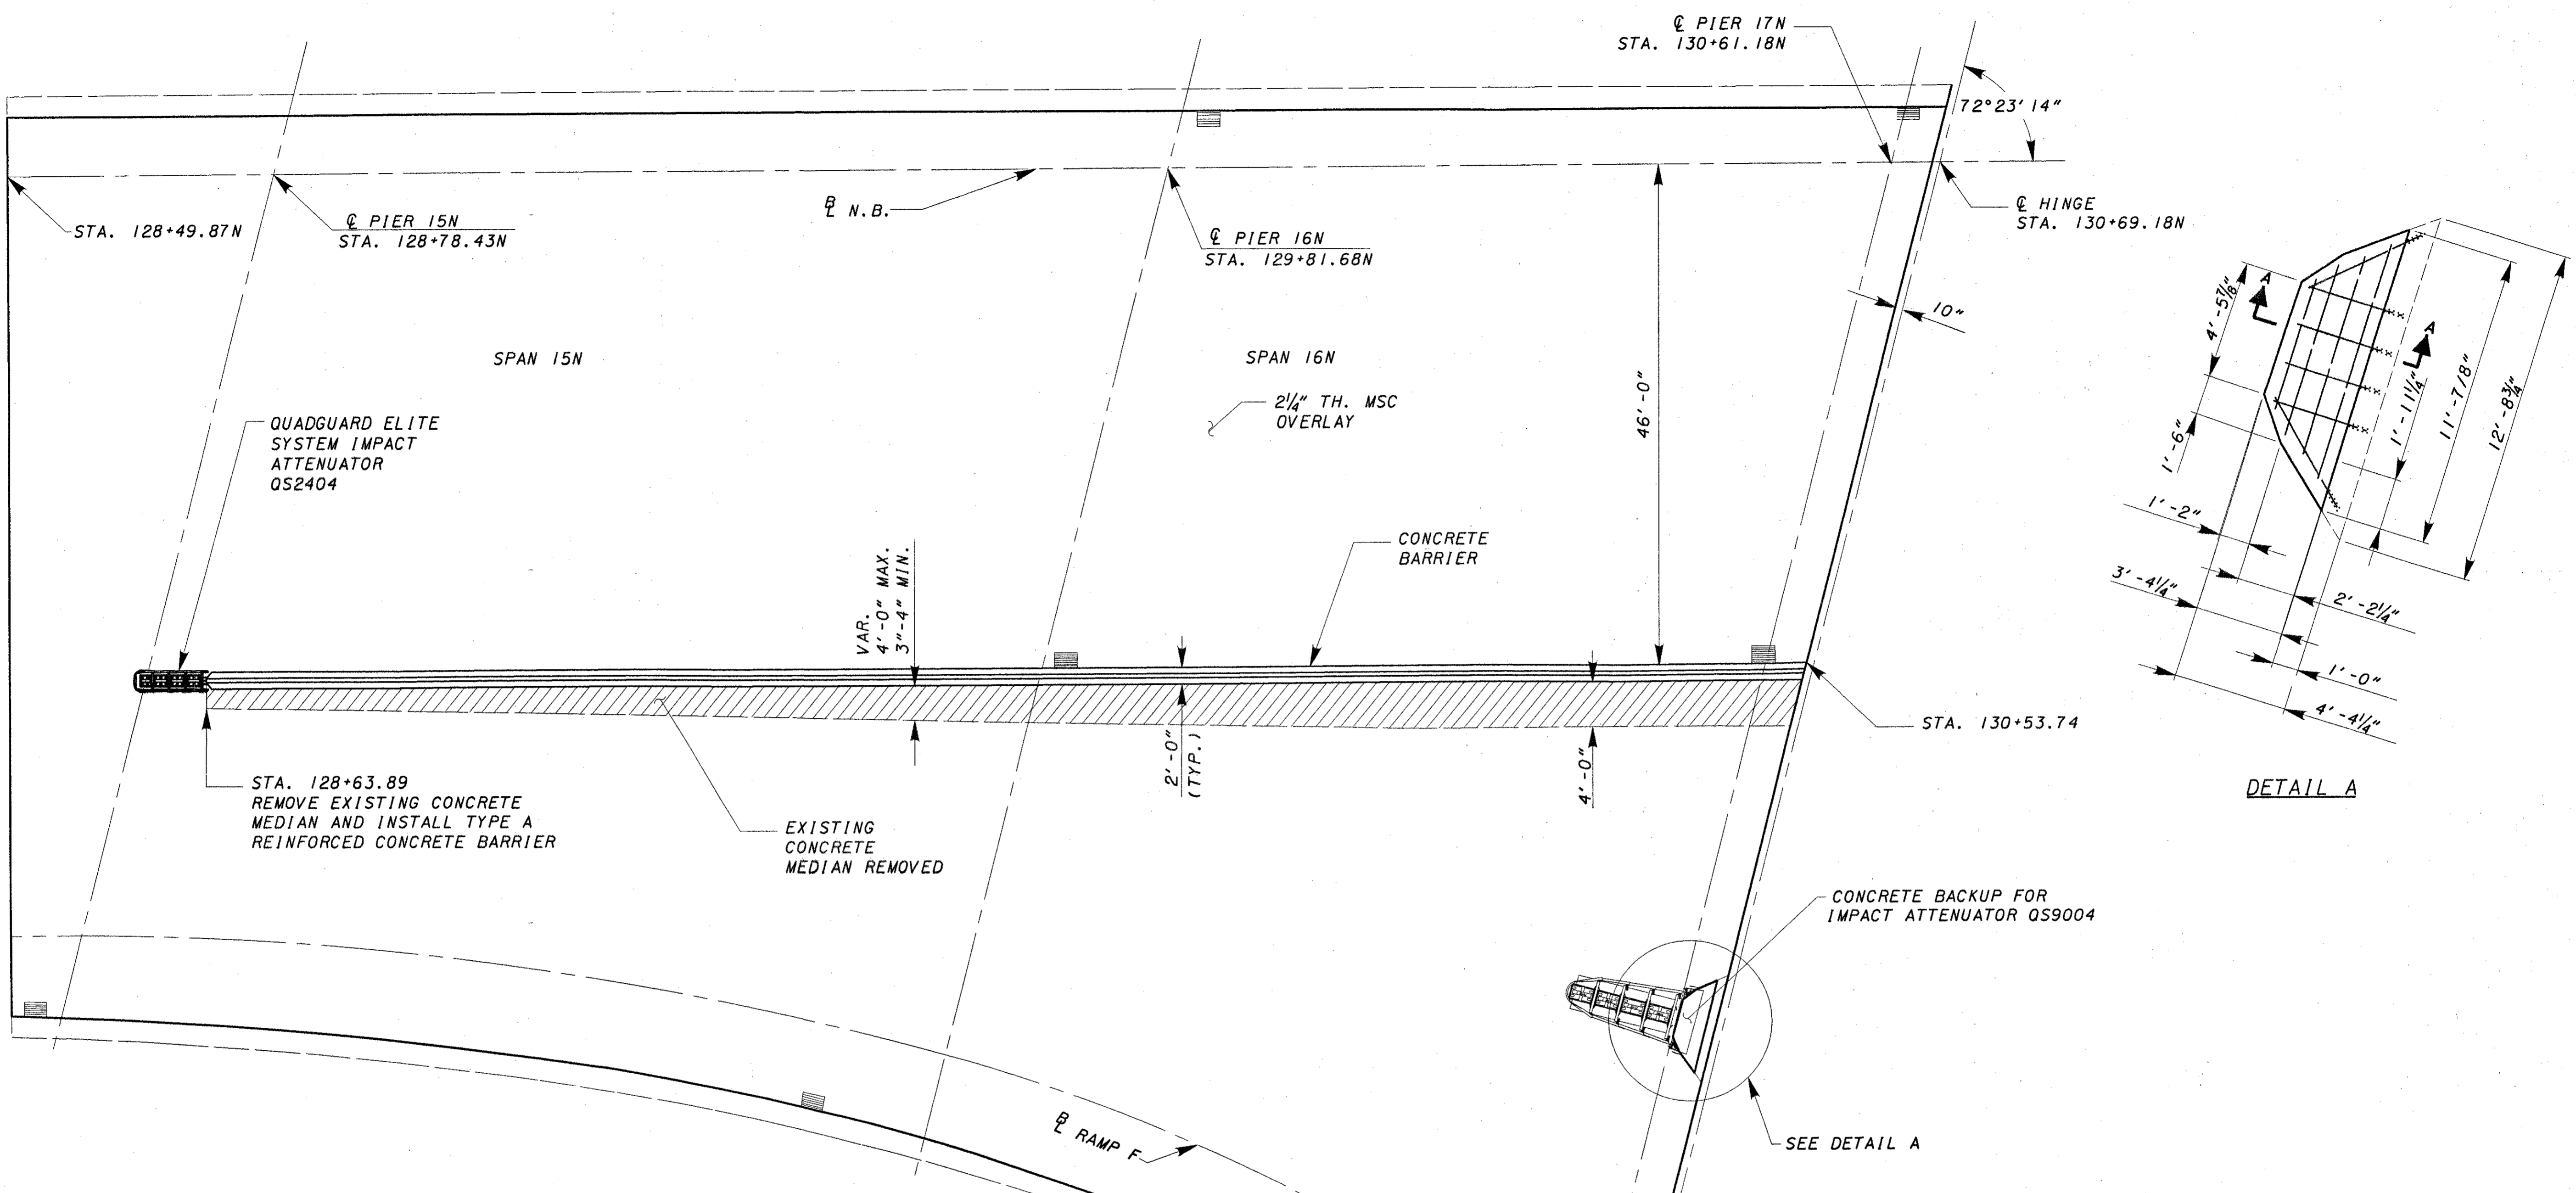 ℄ PIER 17N
STA. 130+61.18N
72°23'14"
STA. 128+49.87N
℄ PIER 15N
STA. 128+78.43N
B/L N.B.
℄ PIER 16N
STA. 129+81.68N
℄ HINGE
STA. 130+69.18N
10"
SPAN 15N
SPAN 16N
2¼" TH. MSC
OVERLAY
46'-0"
QUADGUARD ELITE
SYSTEM IMPACT
ATTENUATOR
QS2404
VAR.
4'-0" MAX.
3"-4" MIN.
CONCRETE
BARRIER
STA. 130+53.74
2'-0"
(TYP.)
4'-0"
STA. 128+63.89
REMOVE EXISTING CONCRETE
MEDIAN AND INSTALL TYPE A
REINFORCED CONCRETE BARRIER
EXISTING
CONCRETE
MEDIAN REMOVED
CONCRETE BACKUP FOR
IMPACT ATTENUATOR QS9004
B/L RAMP F
SEE DETAIL A
A
A
4'-5⅞"
1'-6"
1'-2"
3'-4¼"
1'-11¼"
11'-7/8"
12'-8¾"
2'-2¼"
1'-0"
4'-4¼"
DETAIL A